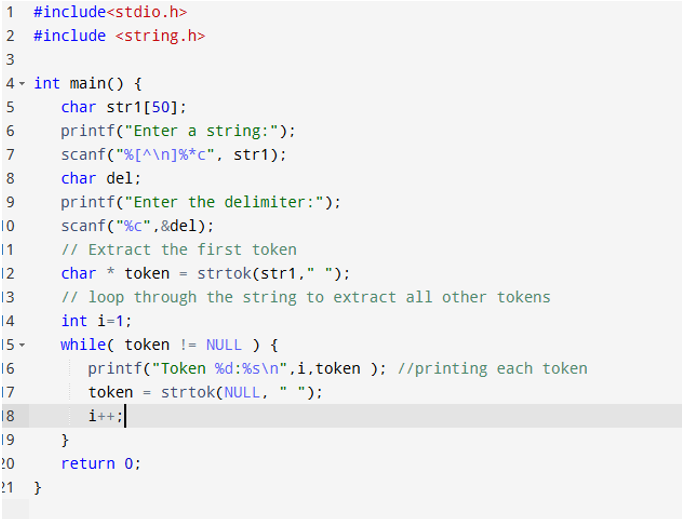 1 #include<stdio.h>
2 #include <string.h>
3
4 int main() {
5 char str1[50];
6 printf("Enter a string:");
7 scanf("%[^\n]%*c", str1);
8 char del;
9 printf("Enter the delimiter:");
10 scanf("%c",&del);
11 // Extract the first token
12 char * token = strtok(str1," ");
13 // loop through the string to extract all other tokens
14 int i=1;
15 while( token != NULL ) {
16 printf("Token %d:%s\n",i,token ); //printing each token
17 token = strtok(NULL, " ");
18 i++;
19 }
20 return 0;
21 }